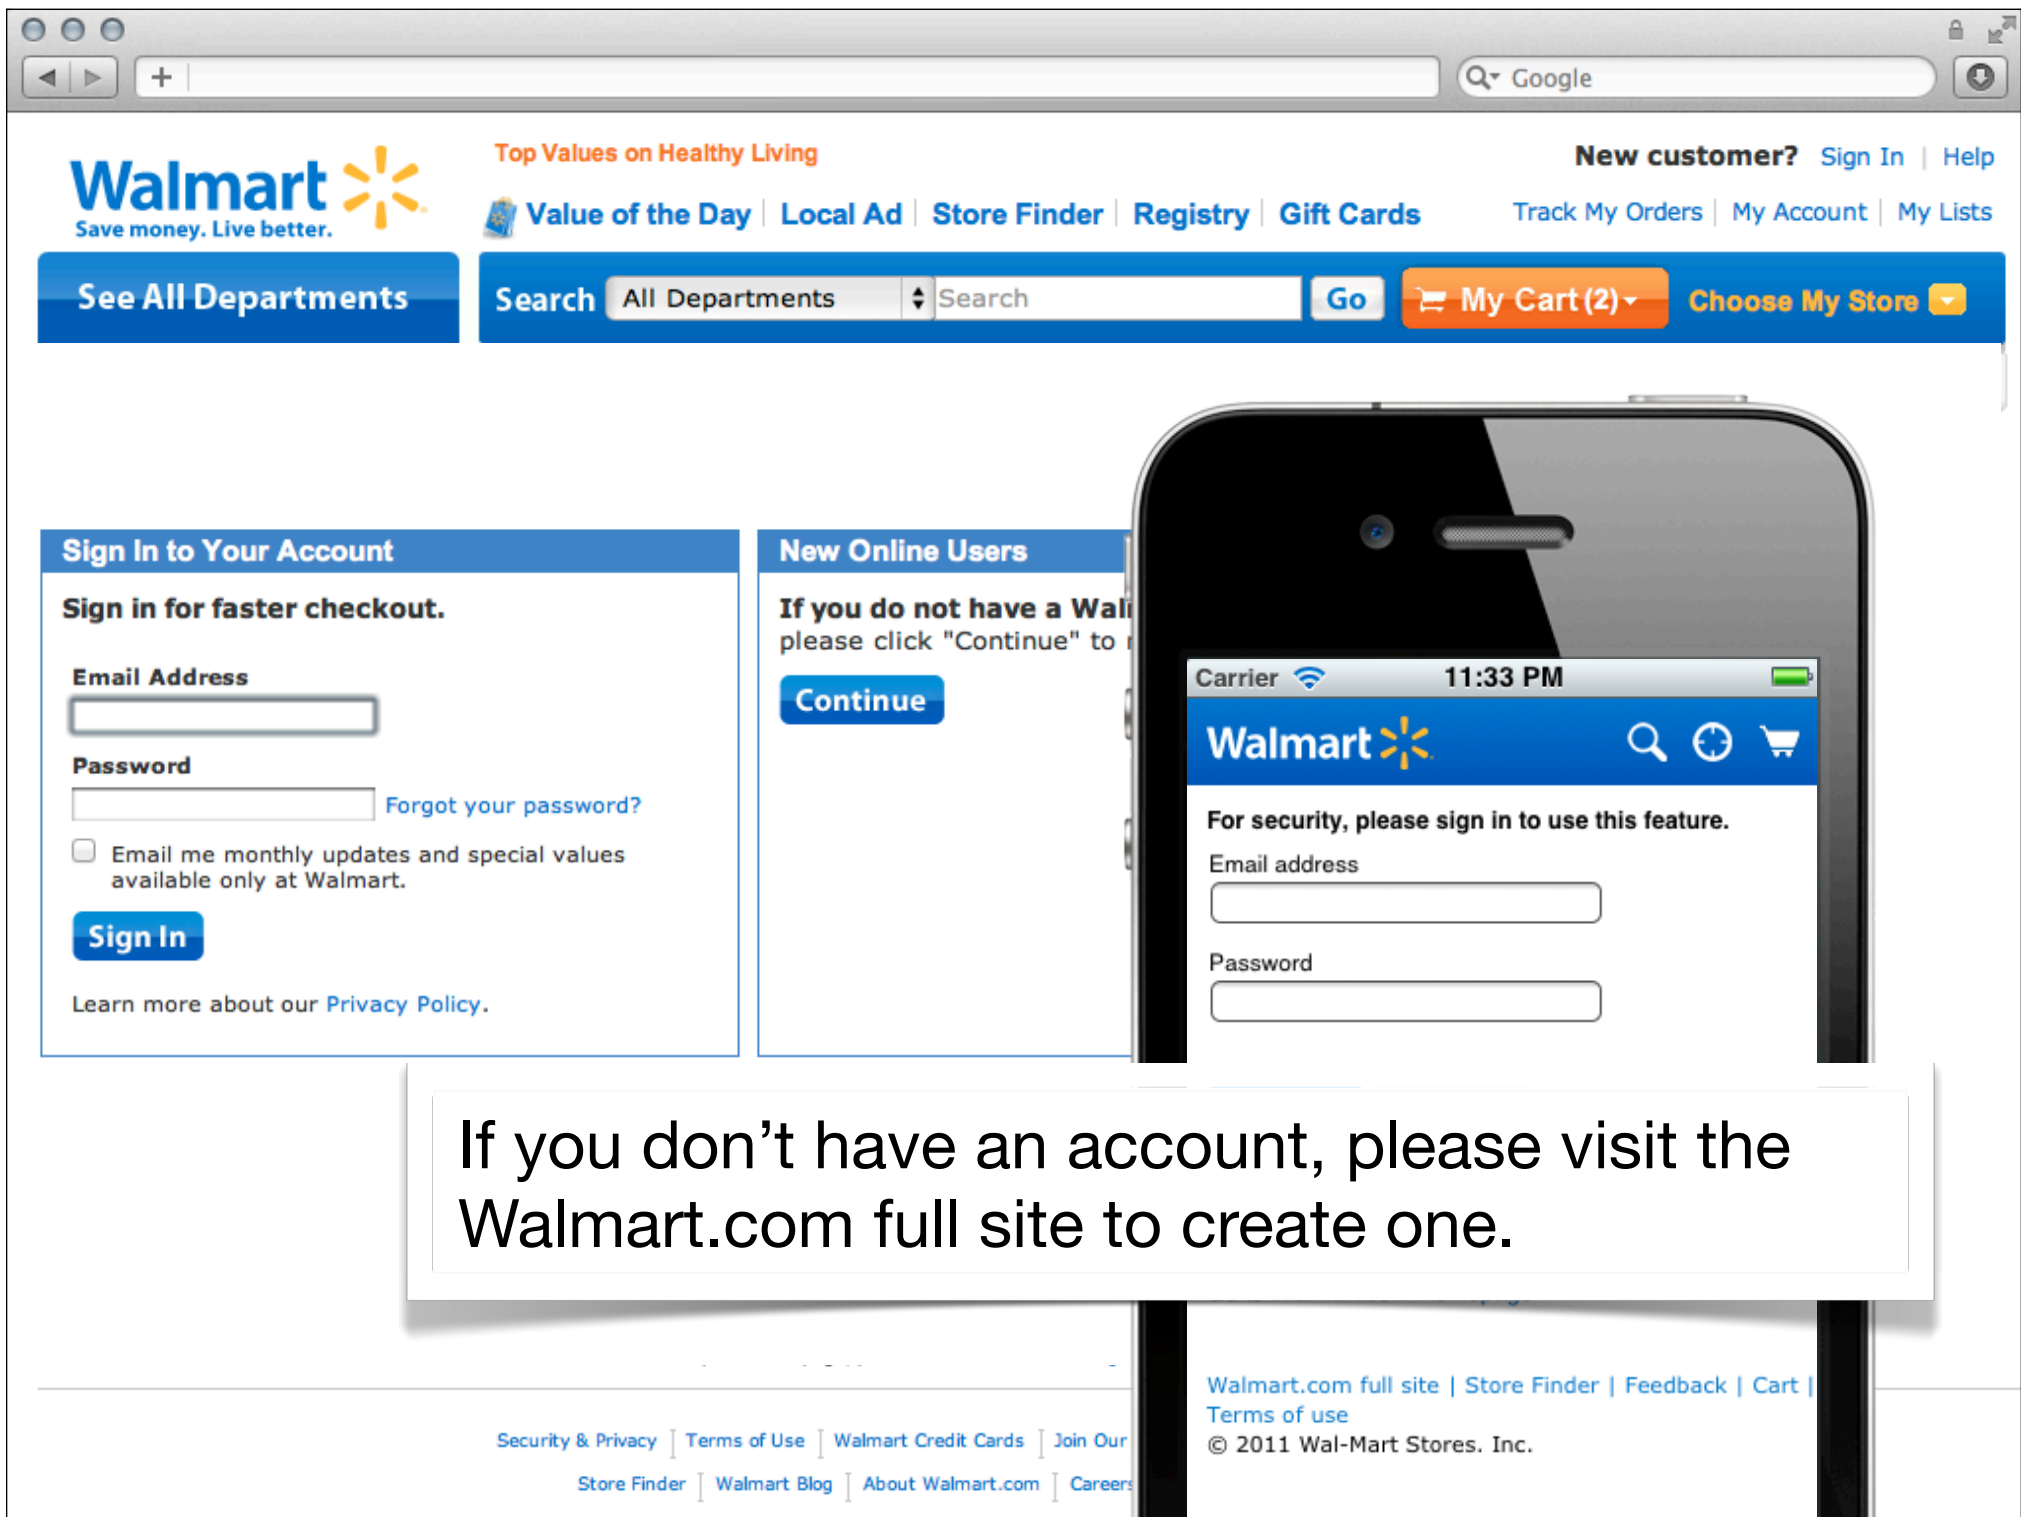 Google
Walmart
Save money. Live better.
Top Values on Healthy Living
New customer? Sign In | Help
Value of the Day | Local Ad | Store Finder | Registry | Gift Cards
Track My Orders | My Account | My Lists
See All Departments
Search All Departments Search Go My Cart (2) Choose My Store
Sign In to Your Account
Sign in for faster checkout.
Email Address
Password
Forgot your password?
Email me monthly updates and special values
available only at Walmart.
Sign In
Learn more about our Privacy Policy.
New Online Users
If you do not have a
please click "Continue" to
Continue
Carrier 11:33 PM
Walmart
For security, please sign in to use this feature.
Email address
Password
If you don't have an account, please visit the
Walmart.com full site to create one.
Walmart.com full site | Store Finder | Feedback | Cart |
Terms of use
© 2011 Wal-Mart Stores. Inc.
Security & Privacy | Terms of Use | Walmart Credit Cards | Join Our
Store Finder | Walmart Blog | About Walmart.com | Careers